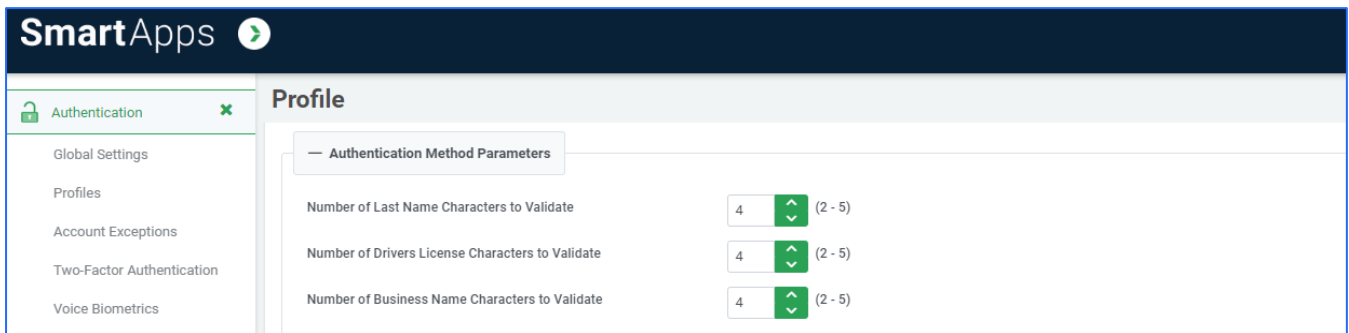 SmartApps
Authentication
Global Settings
Profiles
Account Exceptions
Two-Factor Authentication
Voice Biometrics
Profile
— Authentication Method Parameters
Number of Last Name Characters to Validate 4 (2 - 5)
Number of Drivers License Characters to Validate 4 (2 - 5)
Number of Business Name Characters to Validate 4 (2 - 5)